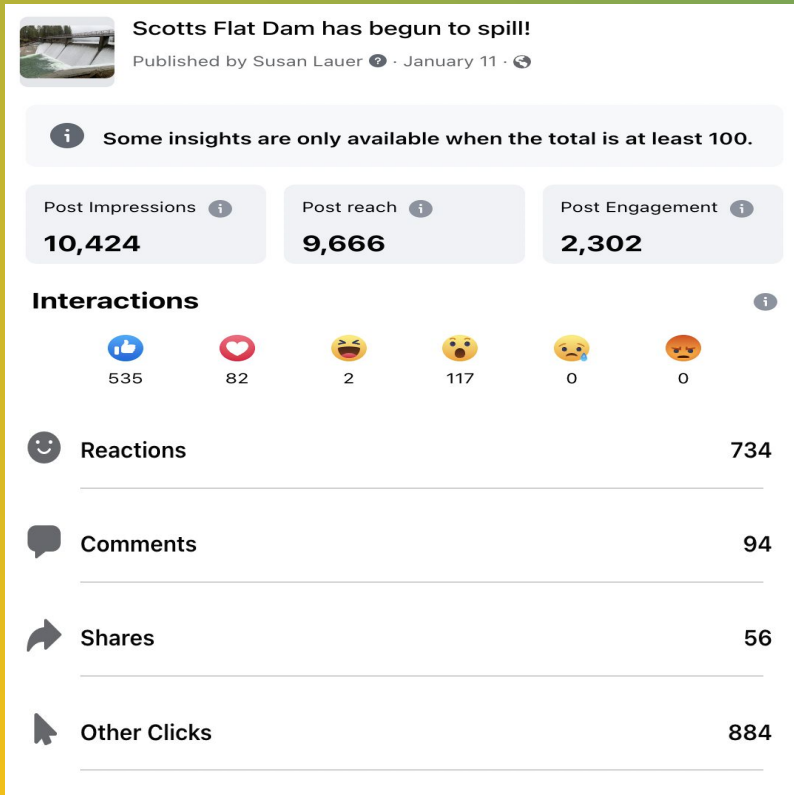 Scotts Flat Dam has begun to spill!
Published by Susan Lauer ? · January 11 ·
i Some insights are only available when the total is at least 100.
Post Impressions i Post reach i Post Engagement i
10,424 9,666 2,302
Interactions i
535 82 2 117 0 0
Reactions 734
Comments 94
Shares 56
Other Clicks 884